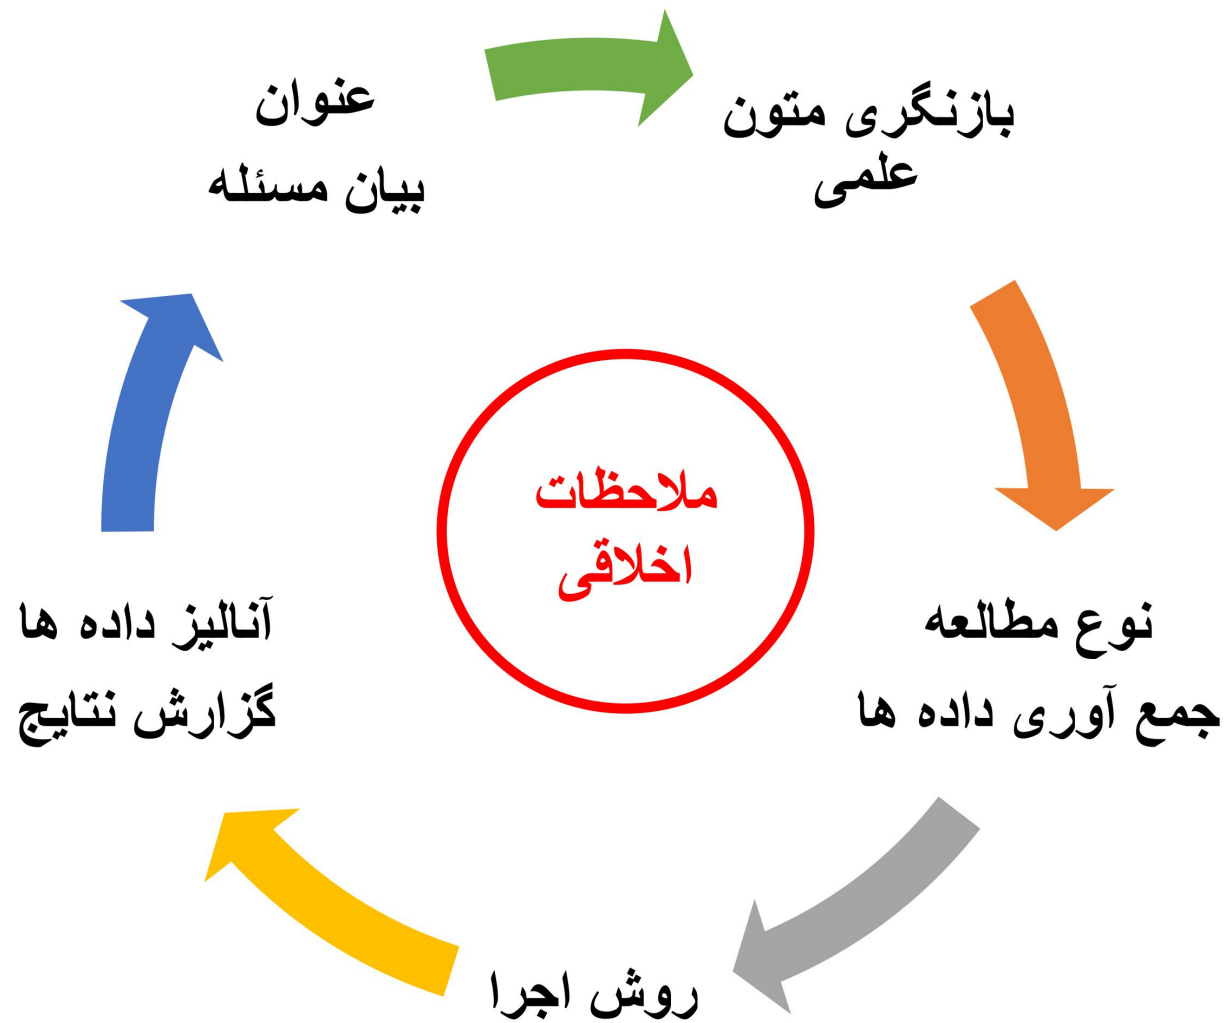 عنوان
بیان مسئله
بازنگری متون
علمی
نوع مطالعه
جمع آوری داده ها
روش اجرا
آنالیز داده ها
گزارش نتایج
ملاحظات
اخلاقی